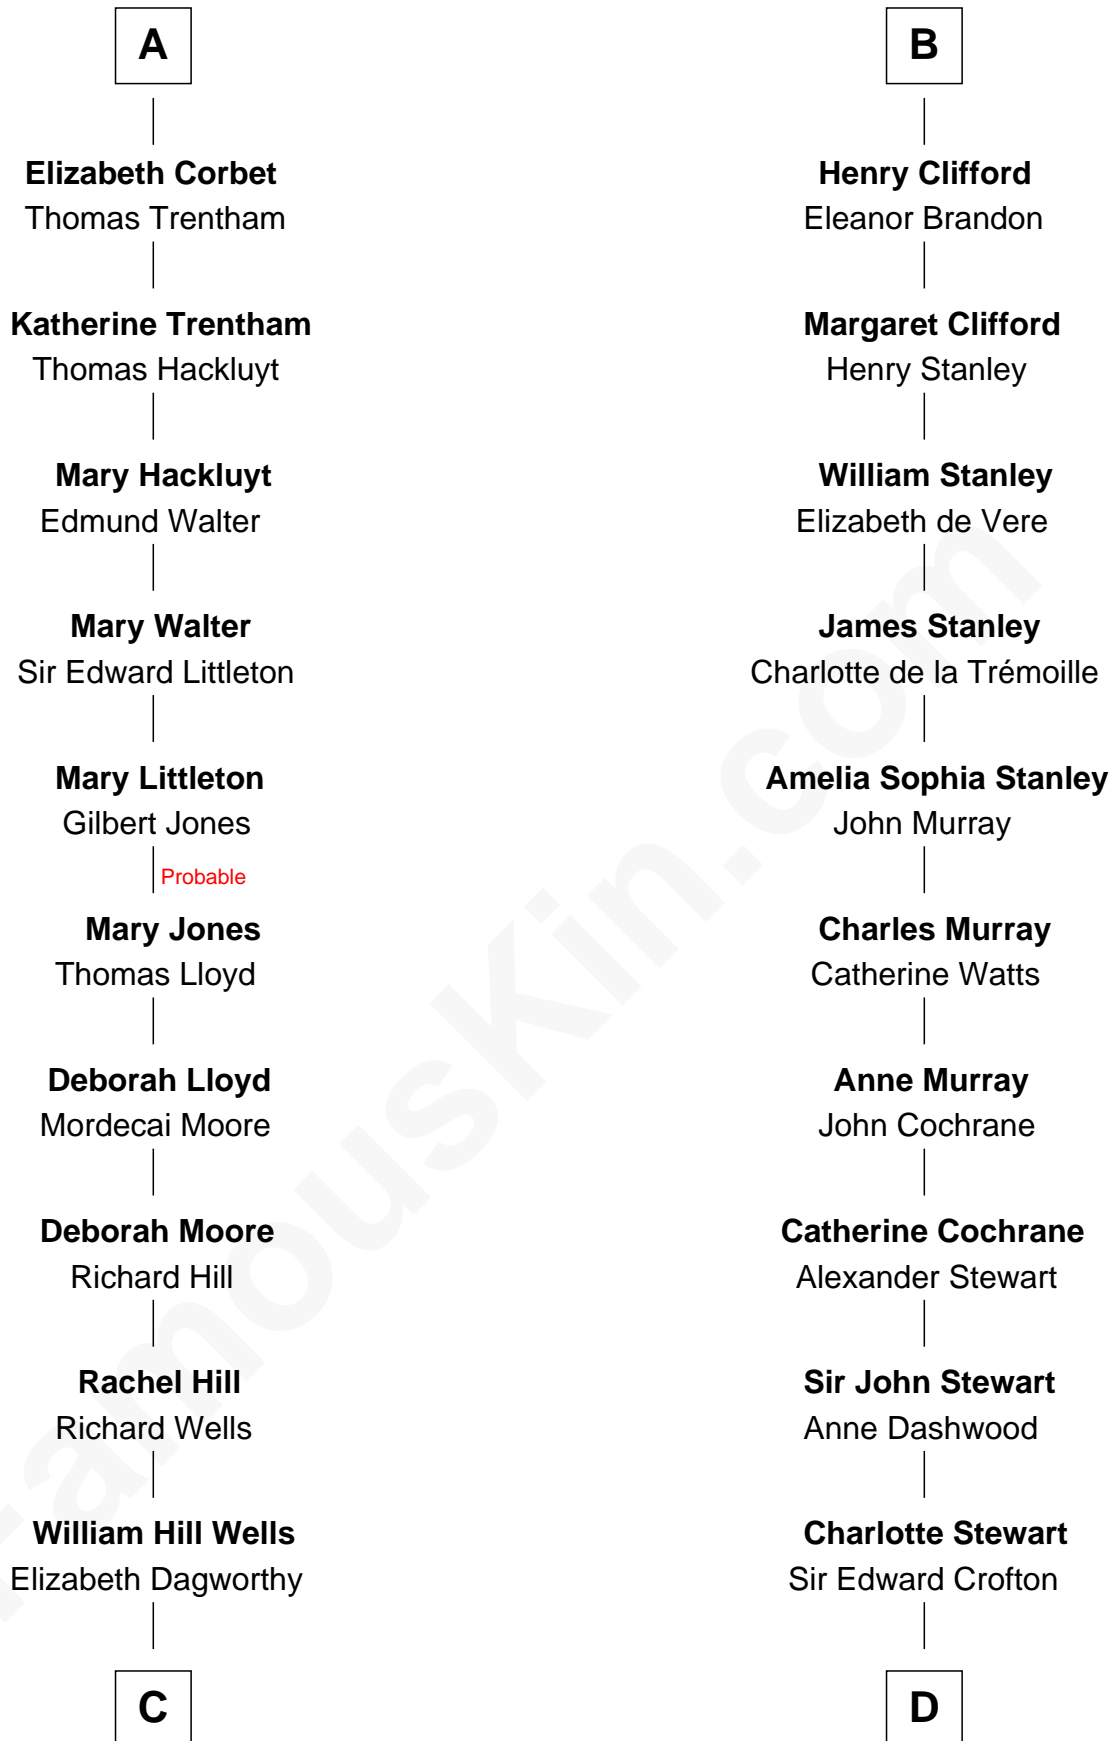 A
Elizabeth Corbet
Thomas Trentham
Katherine Trentham
Thomas Hackluyt
Mary Hackluyt
Edmund Walter
Mary Walter
Sir Edward Littleton
Mary Littleton
Gilbert Jones
Probable
Mary Jones
Thomas Lloyd
Deborah Lloyd
Mordecai Moore
Deborah Moore
Richard Hill
Rachel Hill
Richard Wells
William Hill Wells
Elizabeth Dagworthy
C
B
Henry Clifford
Eleanor Brandon
Margaret Clifford
Henry Stanley
William Stanley
Elizabeth de Vere
James Stanley
Charlotte de la Trémoille
Amelia Sophia Stanley
John Murray
Charles Murray
Catherine Watts
Anne Murray
John Cochrane
Catherine Cochrane
Alexander Stewart
Sir John Stewart
Anne Dashwood
Charlotte Stewart
Sir Edward Crofton
D
FamousKin.com